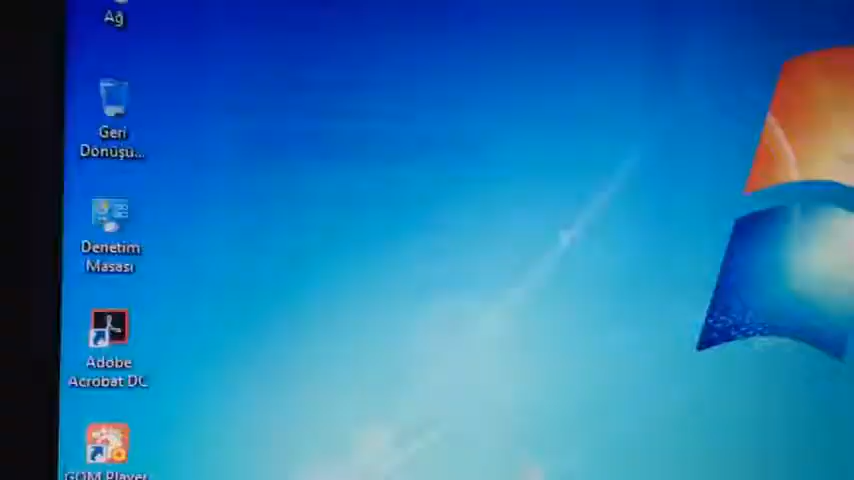 Ağ
Geri
Dönüşü...
Denetim
Masası
Adobe
Acrobat DC
GOM Player